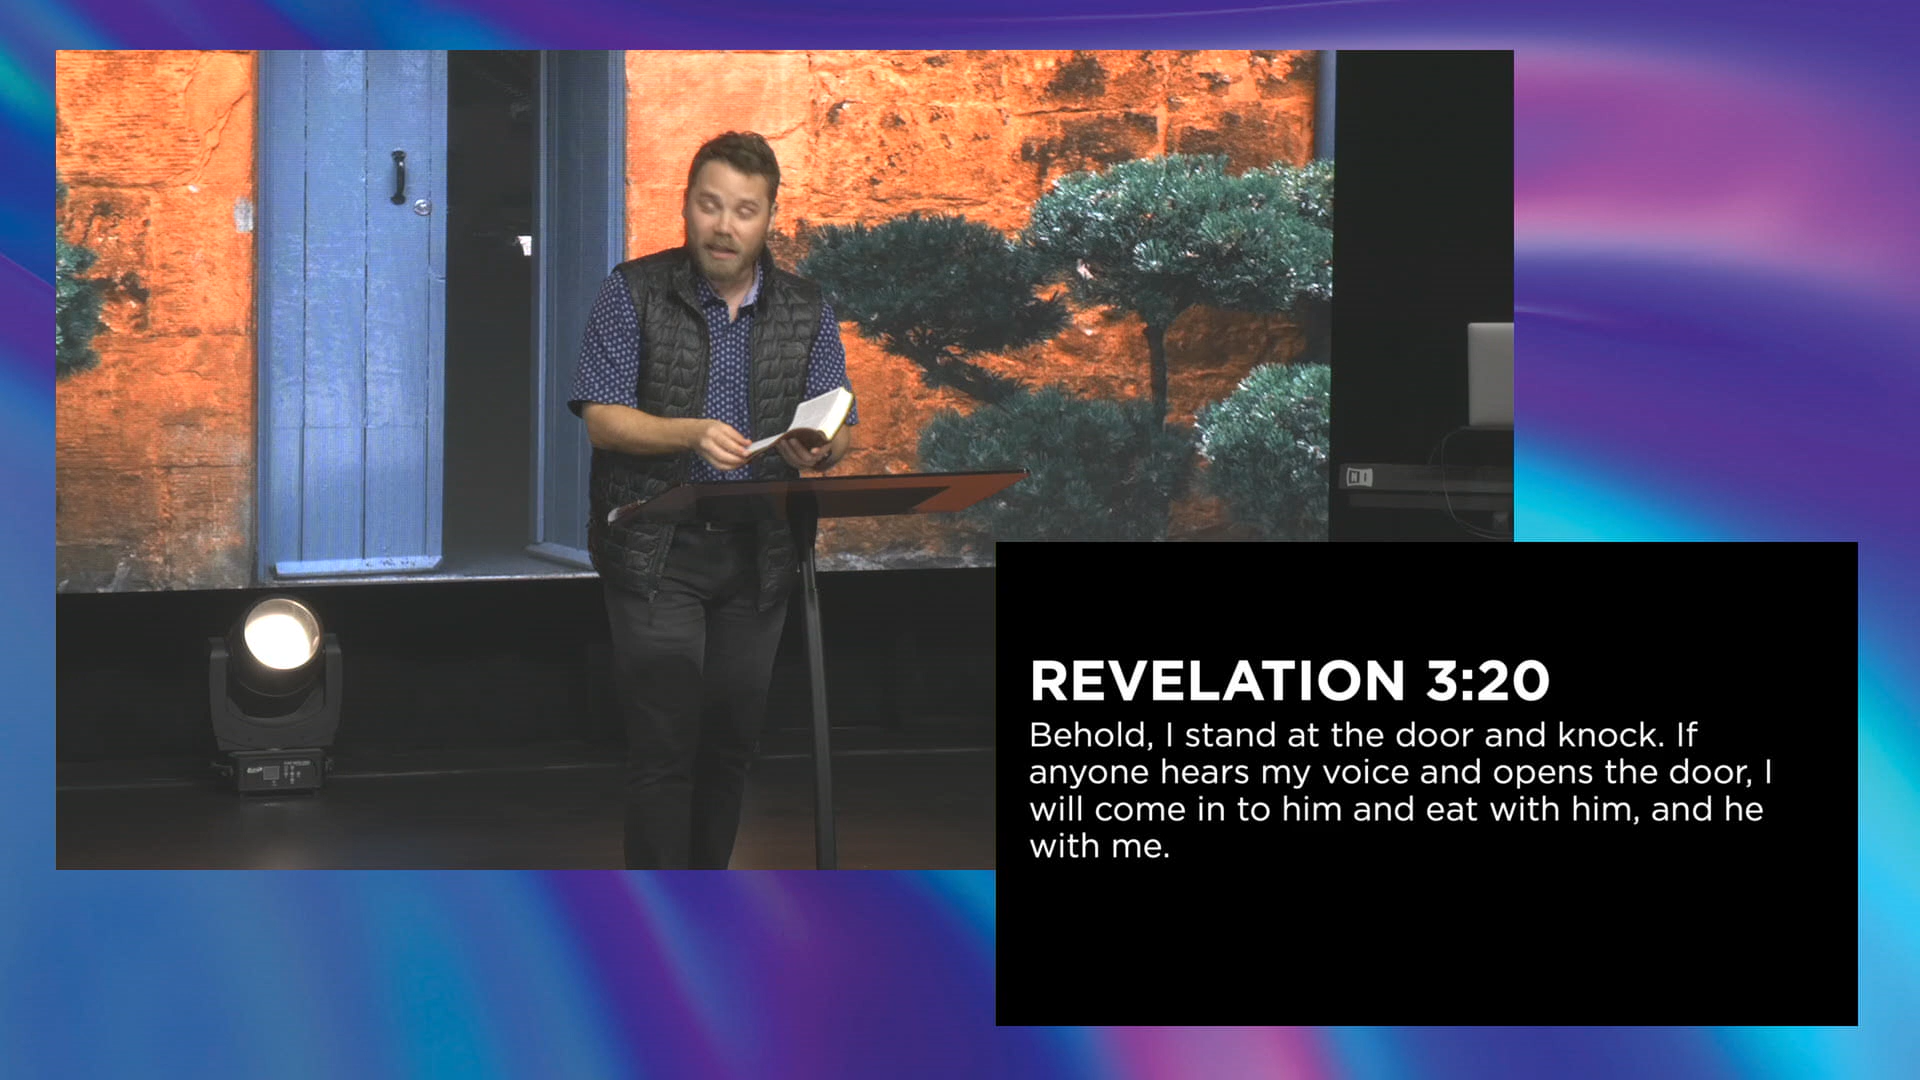 REVELATION 3:20
Behold, I stand at the door and knock. If
anyone hears my voice and opens the door, I
will come in to him and eat with him, and he
with me.